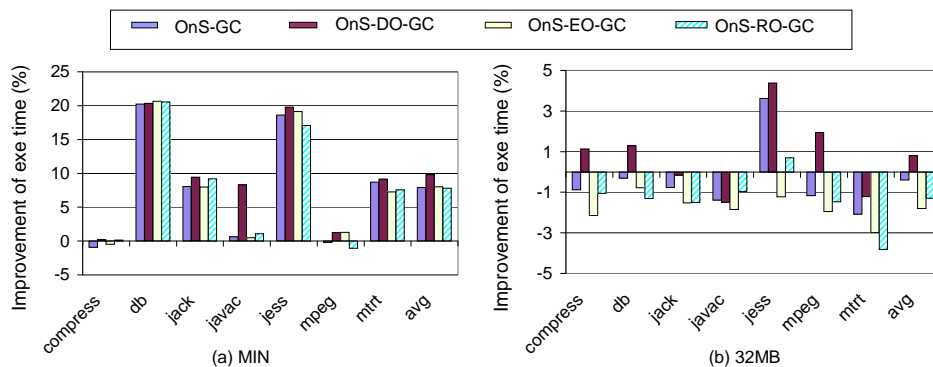 OnS-GC OnS-DO-GC OnS-EO-GC OnS-RO-GC
Improvement of exe time (%)
25
20
15
10
5
0
-5
compress db jack javac jess mpeg mtrt avg
(a) MIN
Improvement of exe time (%)
5
3
1
-1
-3
-5
compress db jack javac jess mpeg mtrt avg
(b) 32MB